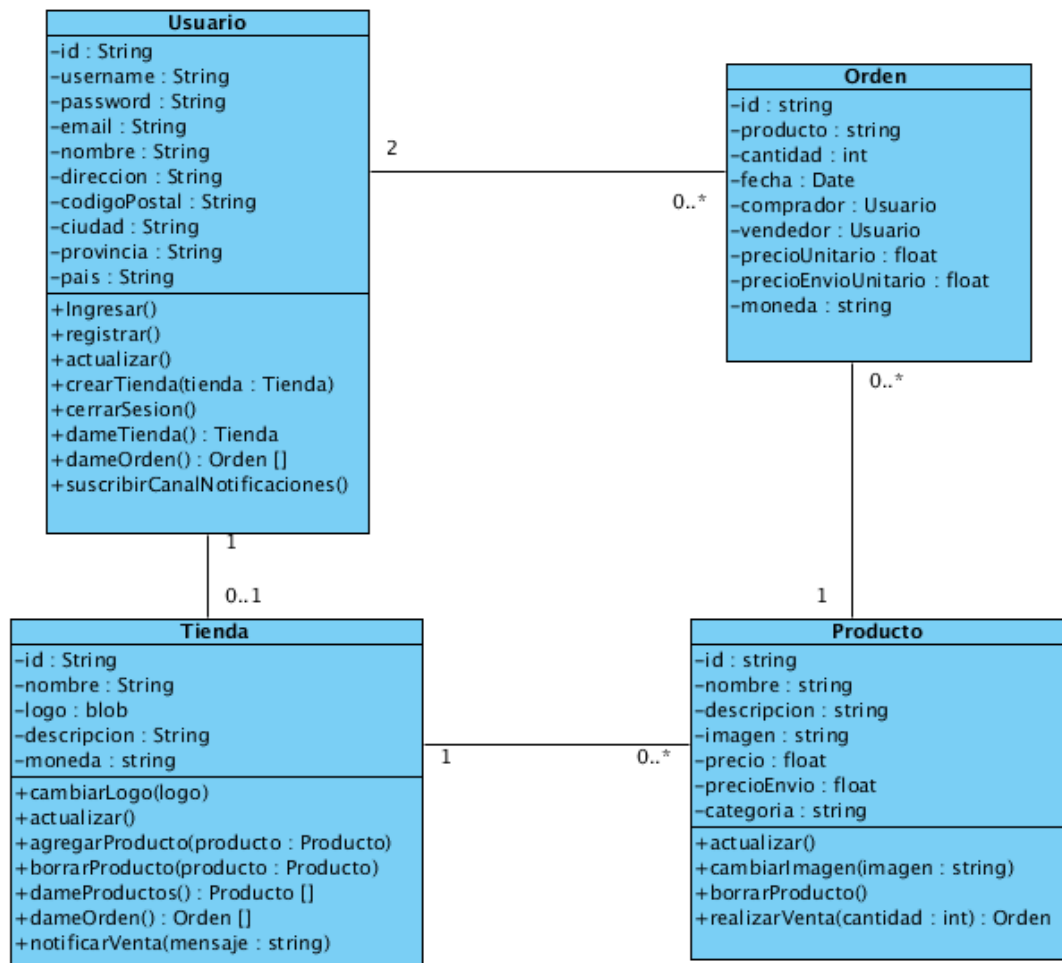 Usuario
-id : String
-username : String
-password : String
-email : String
-nombre : String
-direccion : String
-codigoPostal : String
-ciudad : String
-provincia : String
-pais : String
+Ingresar()
+registrar()
+actualizar()
+crearTienda(tienda : Tienda)
+cerrarSesion()
+dameTienda() : Tienda
+dameOrden() : Orden []
+suscribirCanalNotificaciones()
2
0..*
Orden
-id : string
-producto : string
-cantidad : int
-fecha : Date
-comprador : Usuario
-vendedor : Usuario
-precioUnitario : float
-precioEnvioUnitario : float
-moneda : string
0..*
1
1
0..1
Tienda
-id : String
-nombre : String
-logo : blob
-descripcion : String
-moneda : string
+cambiarLogo(logo)
+actualizar()
+agregarProducto(producto : Producto)
+borrarProducto(producto : Producto)
+dameProductos() : Producto []
+dameOrden() : Orden []
+notificarVenta(mensaje : string)
1
0..*
Producto
-id : string
-nombre : string
-descripcion : string
-imagen : string
-precio : float
-precioEnvio : float
-categoria : string
+actualizar()
+cambiarImagen(imagen : string)
+borrarProducto()
+realizarVenta(cantidad : int) : Orden